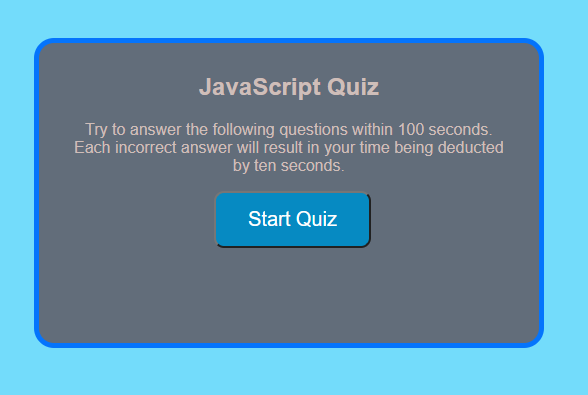 JavaScript Quiz
Try to answer the following questions within 100 seconds.
Each incorrect answer will result in your time being deducted
by ten seconds.
Start Quiz